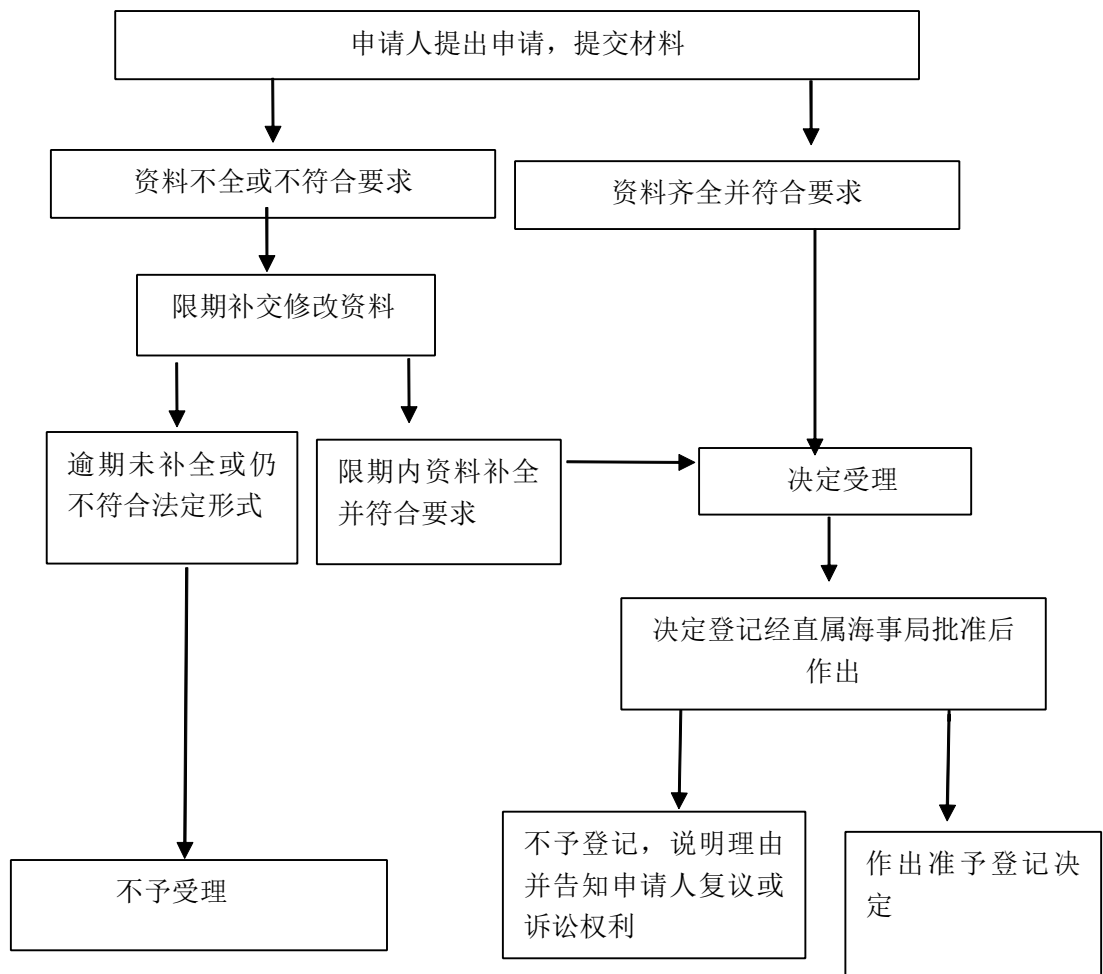 申请人提出申请，提交材料
资料不全或不符合要求
资料齐全并符合要求
限期补交修改资料
逾期未补全或仍
不符合法定形式
限期内资料补全
并符合要求
决定受理
决定登记经直属海事局批准后
作出
不予登记，说明理由
并告知申请人复议或
诉讼权利
作出准予登记决
定
不予受理